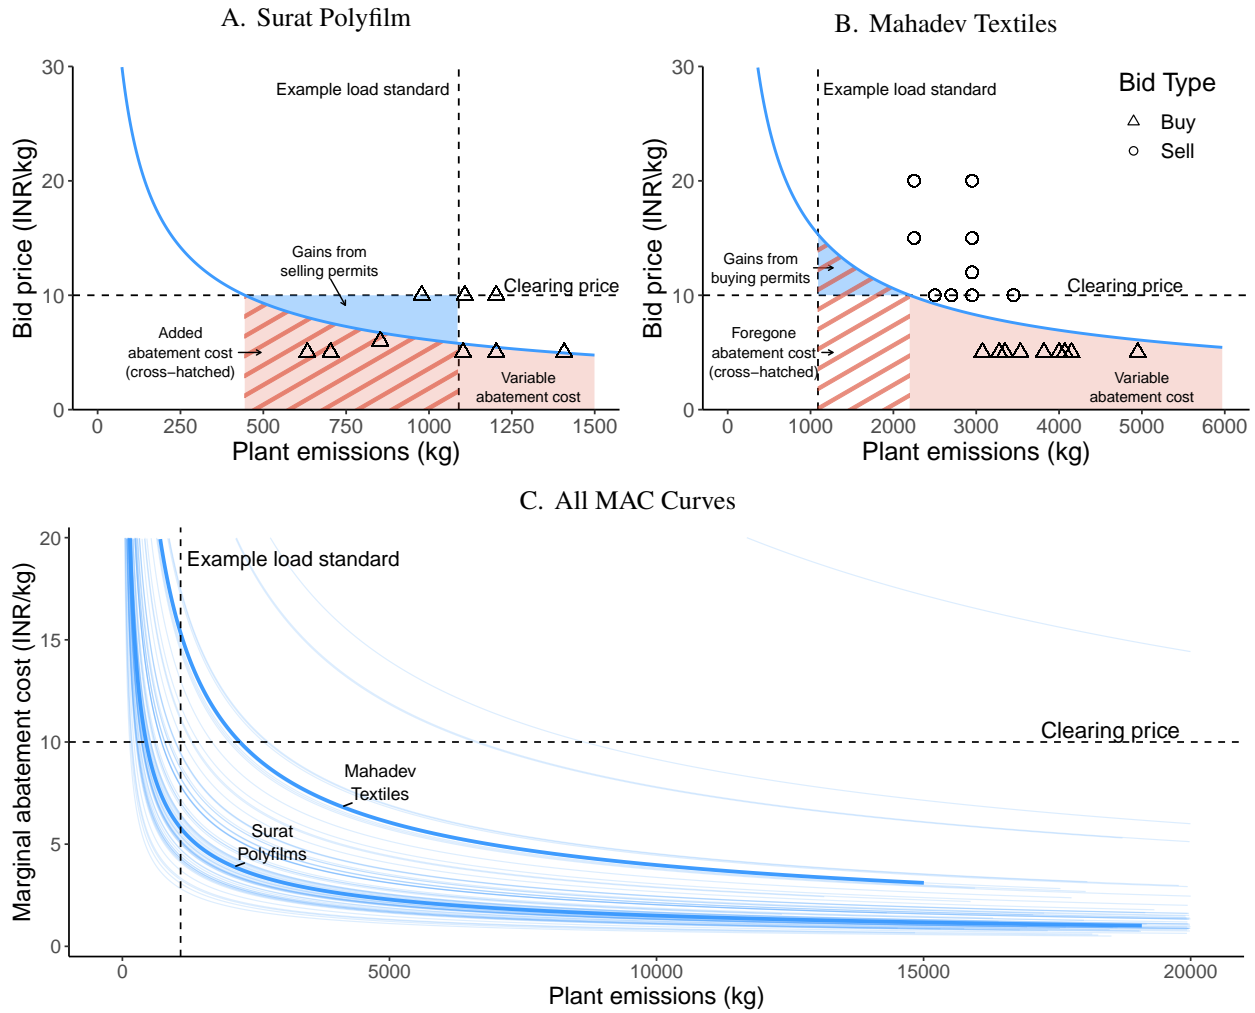 A. Surat Polyfilm
30
20
10
0
Bid price (INR\kg)
Example load standard
Gains from
selling permits
Clearing price
Added
abatement cost
(cross−hatched)
Variable
abatement cost
0
250
500
750
1000
1250
1500
Plant emissions (kg)
B. Mahadev Textiles
30
20
10
0
Bid price (INR\kg)
Example load standard
Bid Type
Buy
Sell
Gains from
buying permits
Clearing price
Foregone
abatement cost
(cross−hatched)
Variable
abatement cost
0
1000
2000
3000
4000
5000
6000
Plant emissions (kg)
C. All MAC Curves
20
15
10
5
0
Marginal abatement cost (INR/kg)
Example load standard
Clearing price
Mahadev
Textiles
Surat
Polyfilms
0
5000
10000
15000
20000
Plant emissions (kg)